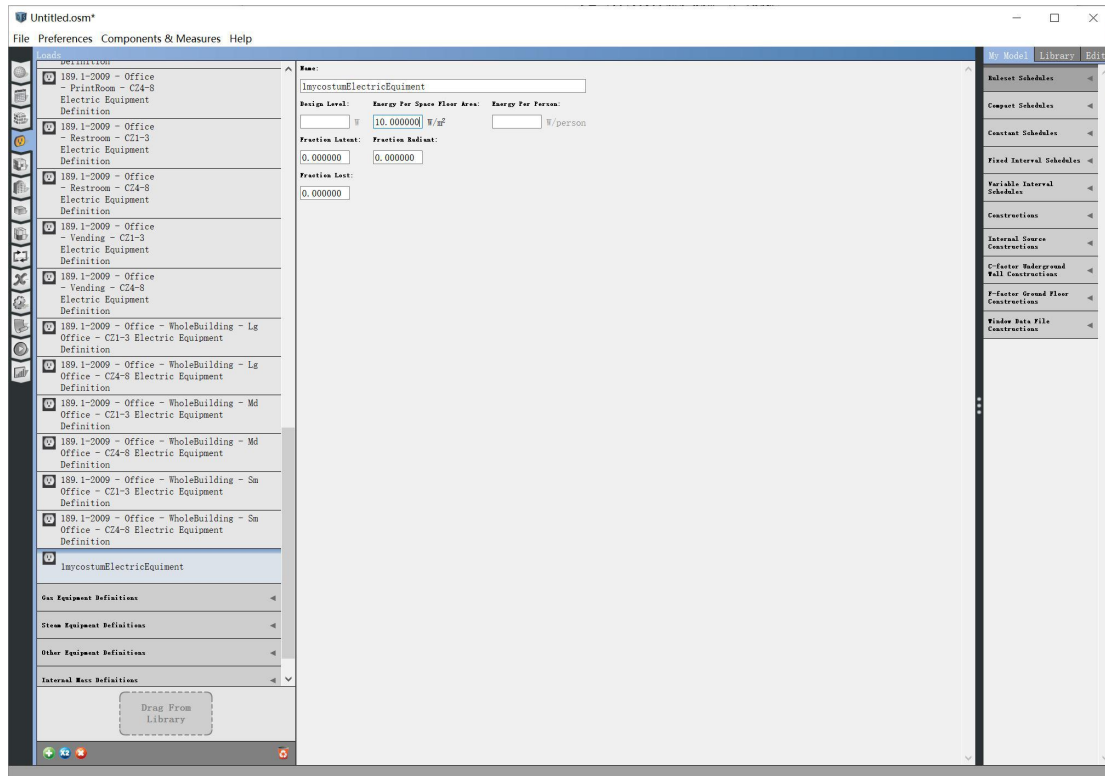 Untitled.osm*
File Preferences Components & Measures Help
Loads
My Model Library Edit
Definition
189.1-2009 - Office
- PrintRoom - CZ4-8
Electric Equipment
Definition
189.1-2009 - Office
- Restroom - CZ1-3
Electric Equipment
Definition
189.1-2009 - Office
- Restroom - CZ4-8
Electric Equipment
Definition
189.1-2009 - Office
- Vending - CZ1-3
Electric Equipment
Definition
189.1-2009 - Office
- Vending - CZ4-8
Electric Equipment
Definition
189.1-2009 - Office - WholeBuilding - Lg
Office - CZ1-3 Electric Equipment
Definition
189.1-2009 - Office - WholeBuilding - Lg
Office - CZ4-8 Electric Equipment
Definition
189.1-2009 - Office - WholeBuilding - Md
Office - CZ1-3 Electric Equipment
Definition
189.1-2009 - Office - WholeBuilding - Md
Office - CZ4-8 Electric Equipment
Definition
189.1-2009 - Office - WholeBuilding - Sm
Office - CZ1-3 Electric Equipment
Definition
189.1-2009 - Office - WholeBuilding - Sm
Office - CZ4-8 Electric Equipment
Definition
1mycostumElectricEquiment
Gas Equipment Definitions
Steam Equipment Definitions
Other Equipment Definitions
Internal Mass Definitions
Drag From
Library
Name:
1mycostumElectricEquiment
Design Level: Energy Per Space Floor Area: Energy Per Person:
W 10.000000 W/m² W/person
Fraction Latent: Fraction Radiant:
0.000000 0.000000
Fraction Lost:
0.000000
Ruleset Schedules
Compact Schedules
Constant Schedules
Fixed Interval Schedules
Variable Interval
Schedules
Constructions
Internal Source
Constructions
C-factor Underground
Wall Constructions
F-factor Ground Floor
Constructions
Window Data File
Constructions